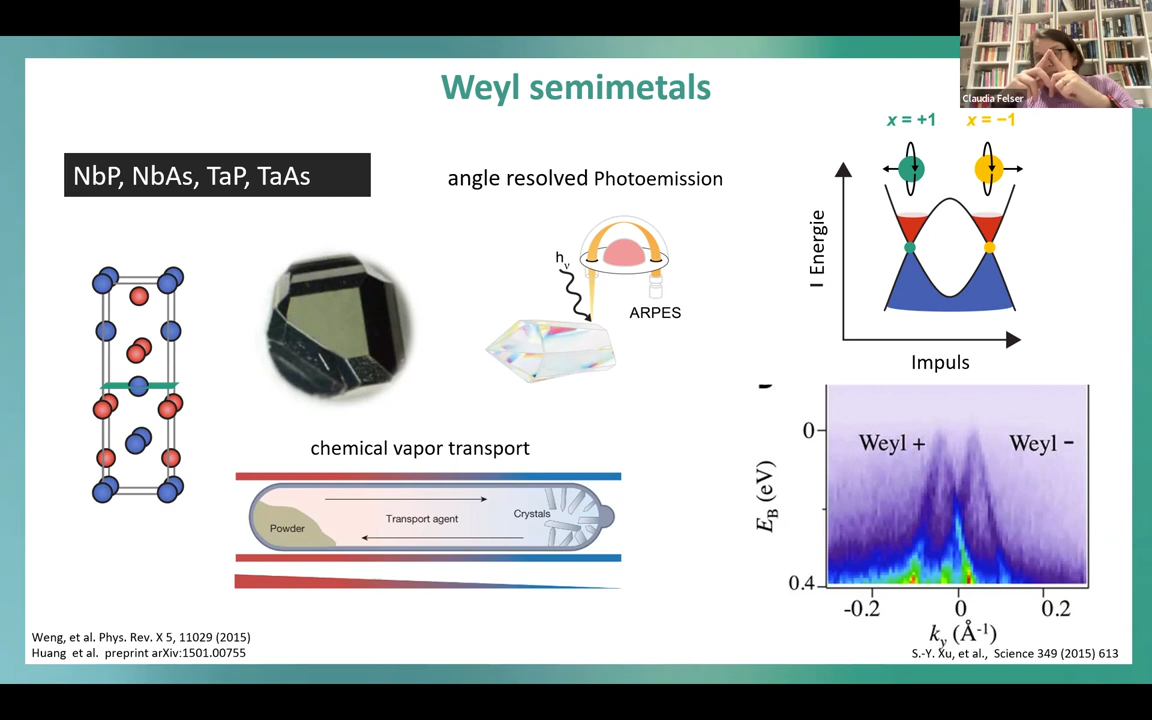 Weyl semimetals
Claudia Felser
x = +1
x = −1
NbP, NbAs, TaP, TaAs
angle resolved Photoemission
hν
ARPES
I Energie
Impuls
chemical vapor transport
Powder
Transport agent
Crystals
Weyl +
Weyl −
0
0.4
E_B (eV)
-0.2
0
0.2
k_y (Å⁻¹)
Weng, et al. Phys. Rev. X 5, 11029 (2015)
Huang et al. preprint arXiv:1501.00755
S.-Y. Xu, et al., Science 349 (2015) 613